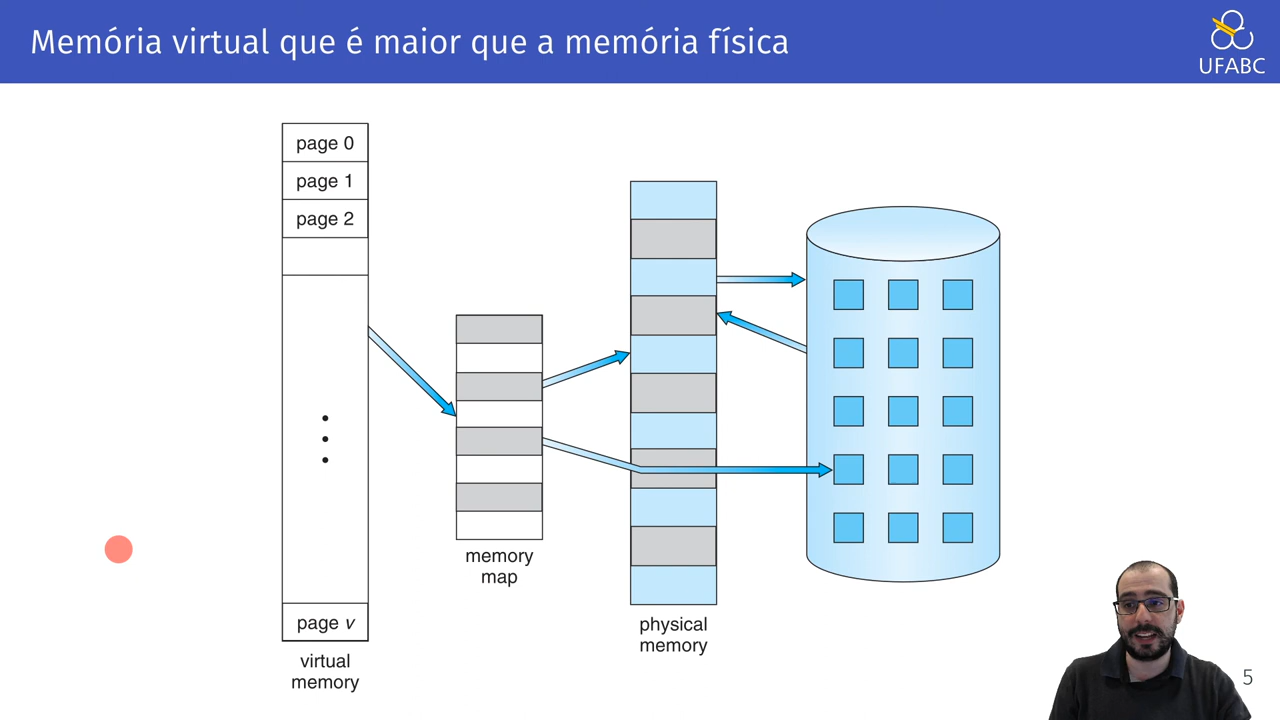 Memória virtual que é maior que a memória física
UFABC
page 0
page 1
page 2
page v
virtual
memory
memory
map
physical
memory
5